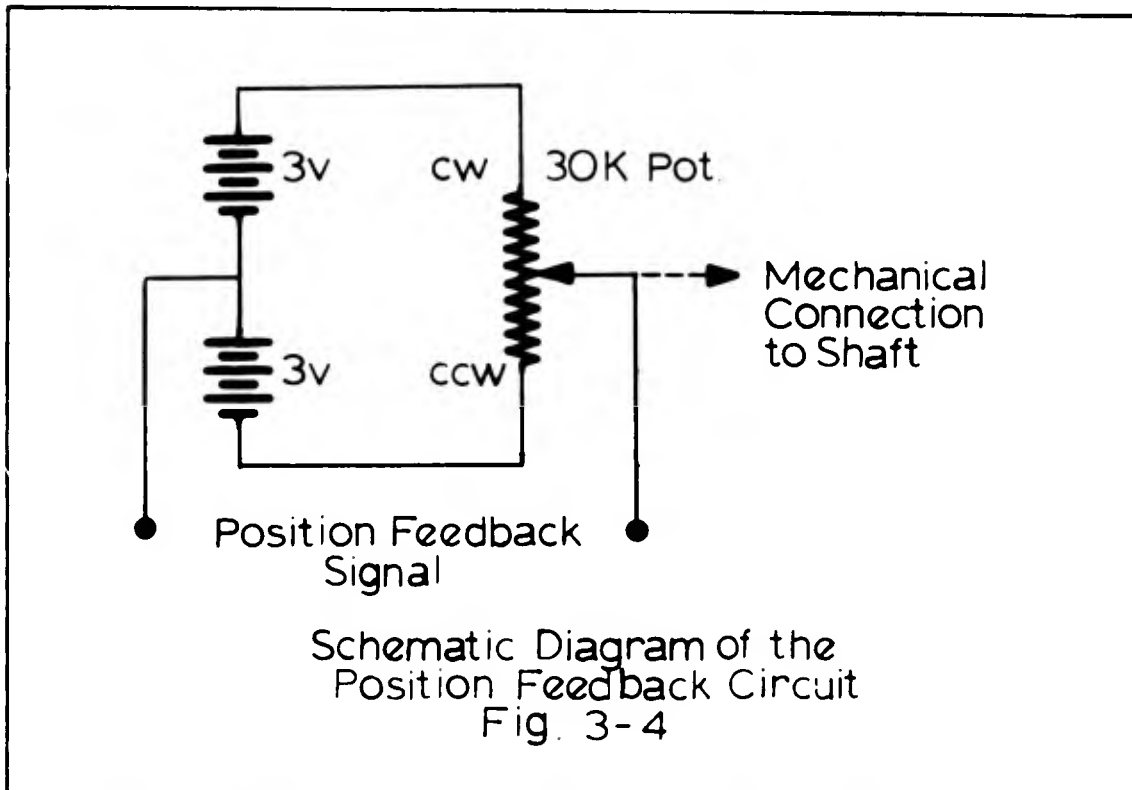 3v
cw
30K Pot.
Mechanical
Connection
to Shaft
3v
ccw
Position Feedback
Signal
Schematic Diagram of the
Position Feedback Circuit
Fig. 3-4